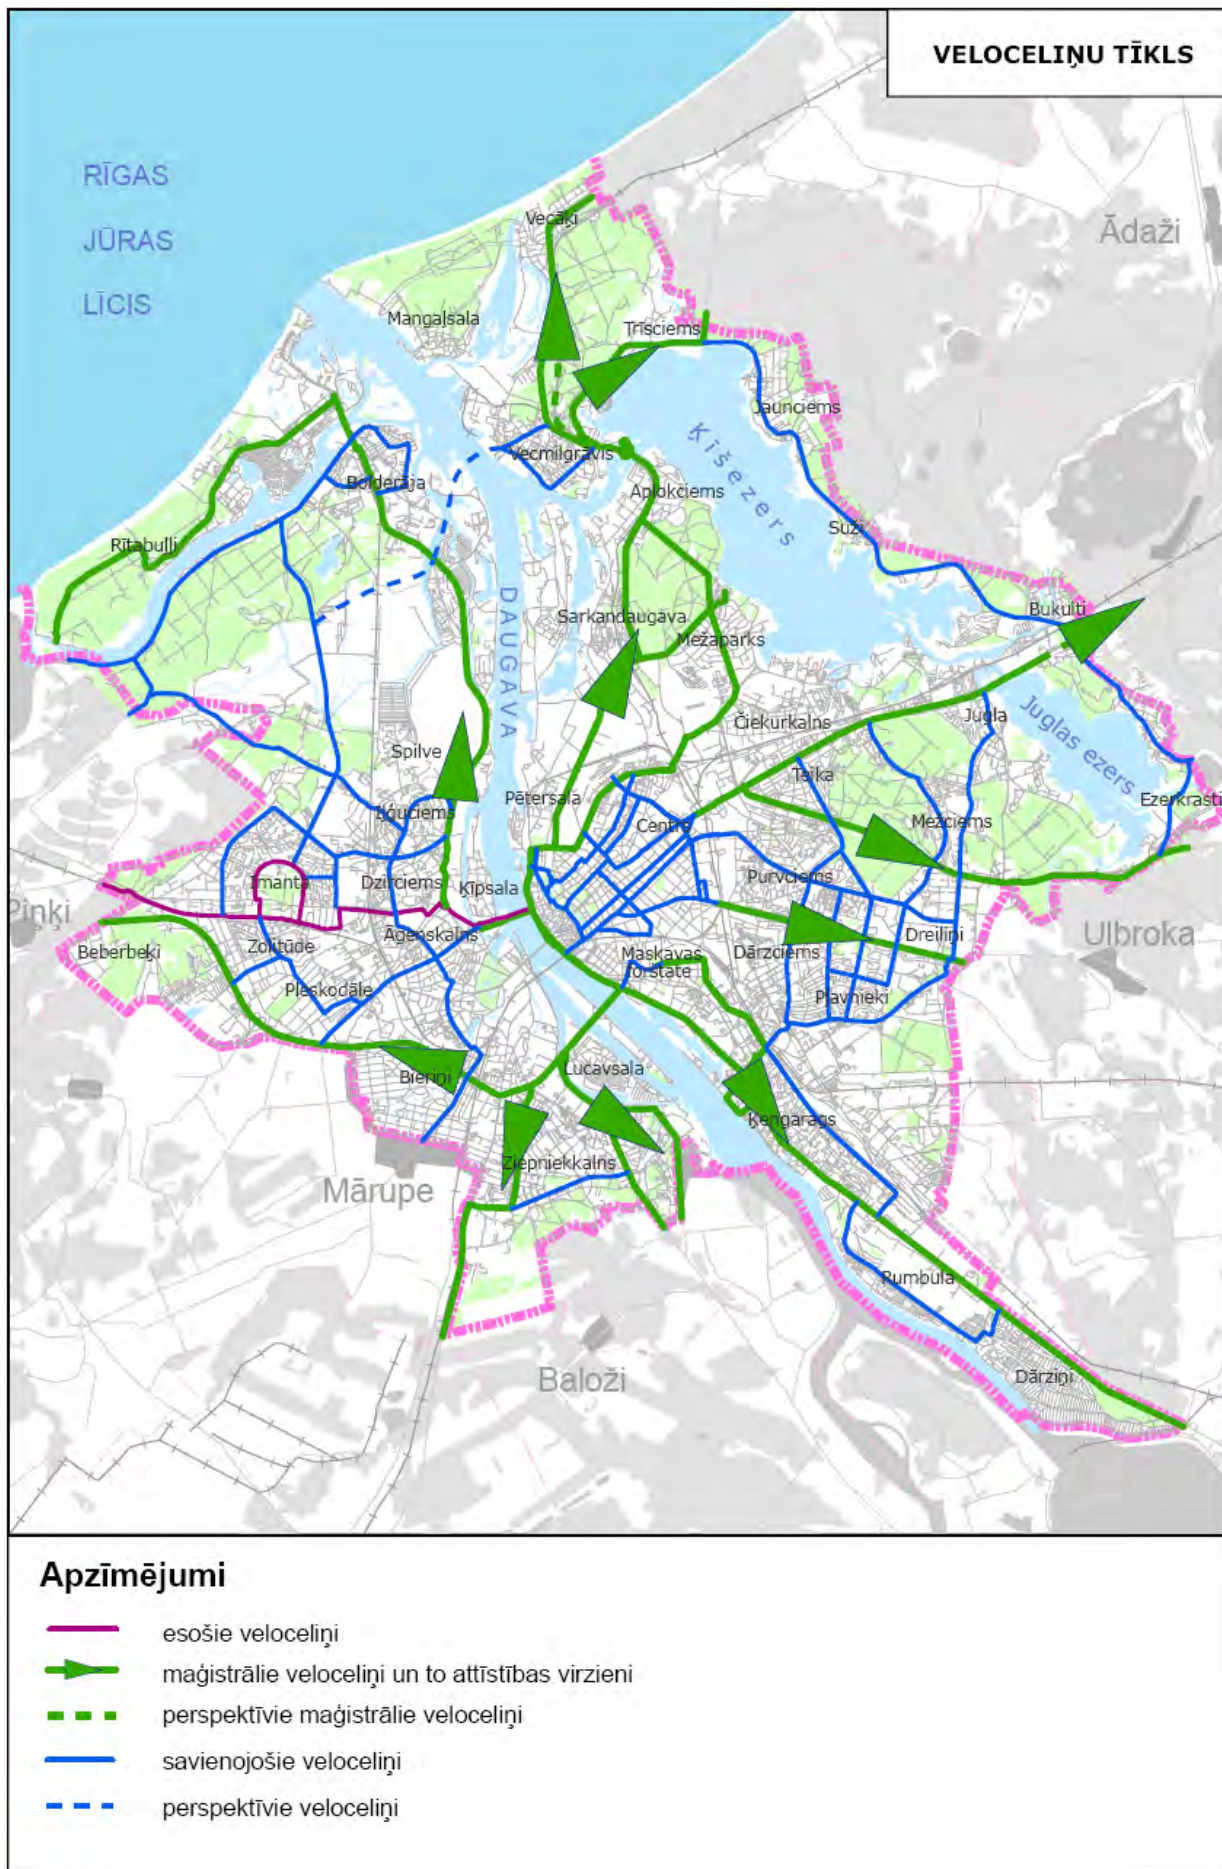 VELOCELIŅU TĪKLS
RĪGAS
JŪRAS
LĪCIS
Vecāķi
Ādaži
Mangaļsala
Trīsciems
Jaunciems
Ķīšezers
Vecmīlgrāvis
Bolderāja
Aplokciems
Suži
Rītabuļļi
DAUGAVA
Bukulti
Sarkandaugava
Mežaparks
Jugla
Juglas ezers
Čiekurkalns
Spilve
Teika
Pētersala
Ezerkrasti
Iļģuciems
Centrs
Mežciems
Imanta
Dzirciems
Ķīpsala
Purvciems
Piņķi
Āgenskalns
Dreiliņi
Ulbroka
Beberbeķi
Zolitūde
Maskavas
forštate
Dārzciems
Pleskodāle
Pļavnieki
Bieriņi
Lucavsala
Ķengarags
Ziepniekkalns
Mārupe
Rumbula
Baloži
Dārziņi
Apzīmējumi
esošie veloceliņi
maģistrālie veloceliņi un to attīstības virzieni
perspektīvie maģistrālie veloceliņi
savienojošie veloceliņi
perspektīvie veloceliņi